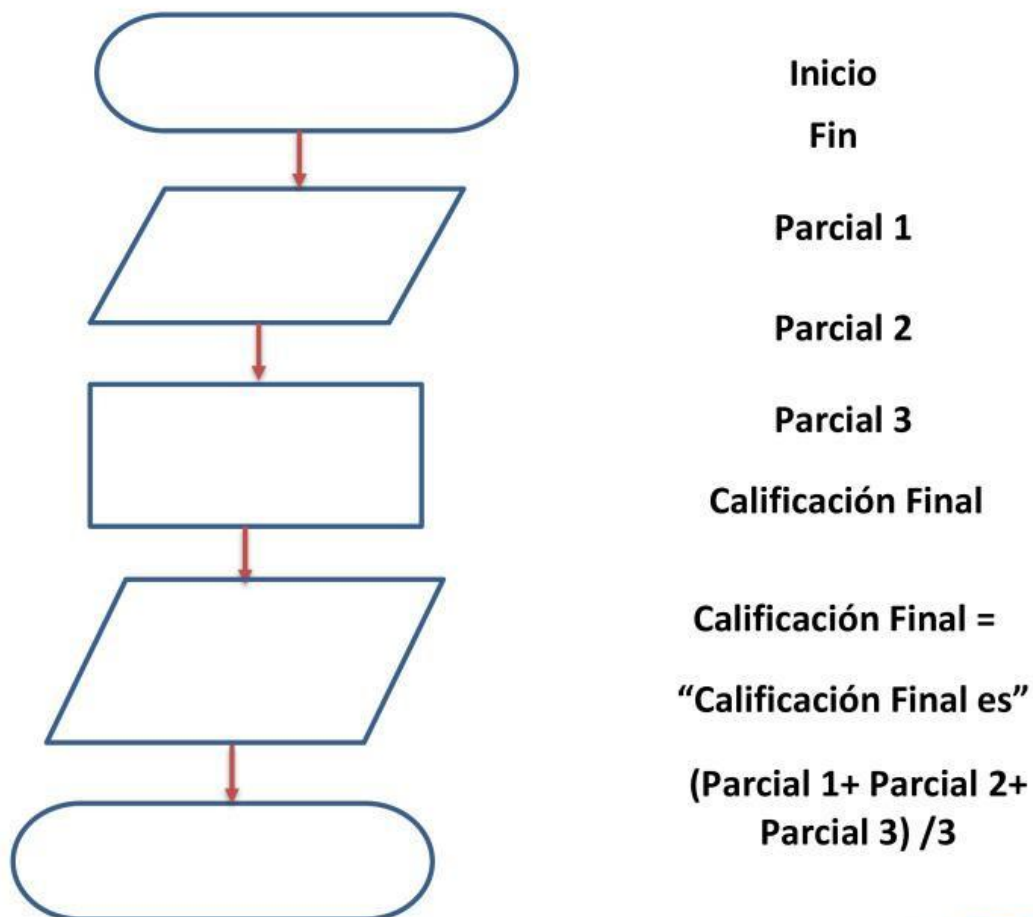 Inicio
Fin
Parcial 1
Parcial 2
Parcial 3
Calificación Final
Calificación Final =
“Calificación Final es”
(Parcial 1+ Parcial 2+
Parcial 3) /3